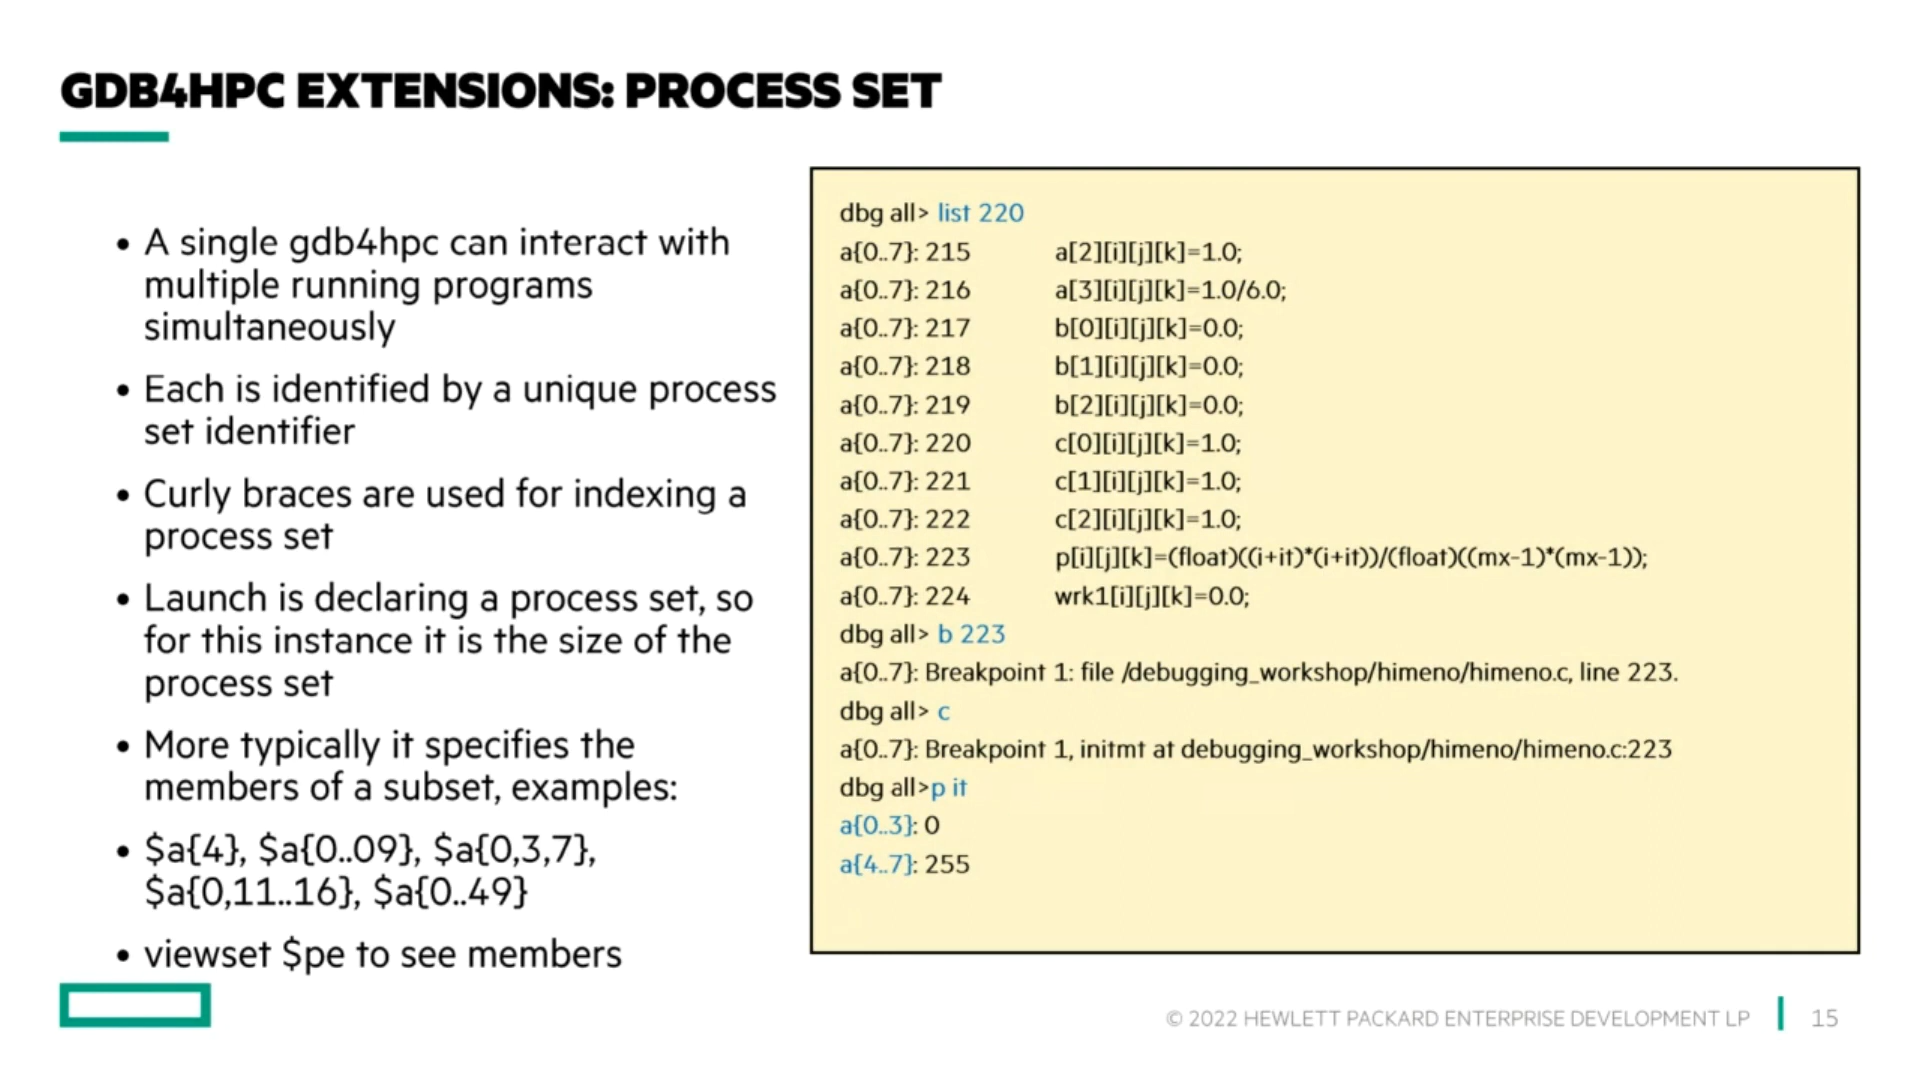 GDB4HPC EXTENSIONS: PROCESS SET
• A single gdb4hpc can interact with
multiple running programs
simultaneously
• Each is identified by a unique process
set identifier
• Curly braces are used for indexing a
process set
• Launch is declaring a process set, so
for this instance it is the size of the
process set
• More typically it specifies the
members of a subset, examples:
• $a{4}, $a{0..09}, $a{0,3,7},
$a{0,11..16}, $a{0..49}
• viewset $pe to see members
dbg all> list 220
a{0..7}: 215 a[2][i][j][k]=1.0;
a{0..7}: 216 a[3][i][j][k]=1.0/6.0;
a{0..7}: 217 b[0][i][j][k]=0.0;
a{0..7}: 218 b[1][i][j][k]=0.0;
a{0..7}: 219 b[2][i][j][k]=0.0;
a{0..7}: 220 c[0][i][j][k]=1.0;
a{0..7}: 221 c[1][i][j][k]=1.0;
a{0..7}: 222 c[2][i][j][k]=1.0;
a{0..7}: 223 p[i][j][k]=(float)((i+it)*(i+it))/(float)((mx-1)*(mx-1));
a{0..7}: 224 wrk1[i][j][k]=0.0;
dbg all> b 223
a{0..7}: Breakpoint 1: file /debugging_workshop/himeno/himeno.c, line 223.
dbg all> c
a{0..7}: Breakpoint 1, initmt at debugging_workshop/himeno/himeno.c:223
dbg all>p it
a{0..3}: 0
a{4..7}: 255
© 2022 HEWLETT PACKARD ENTERPRISE DEVELOPMENT LP 15